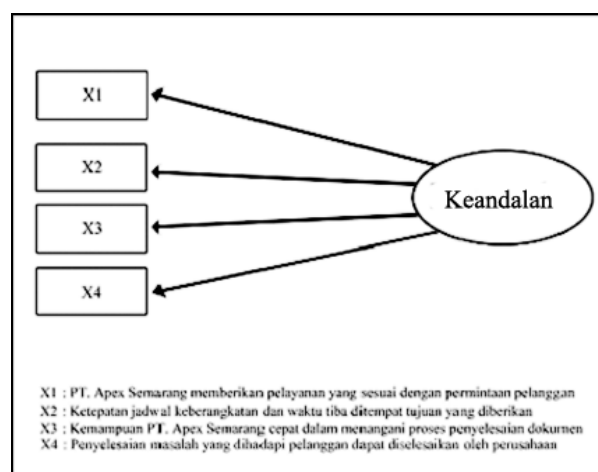 X1
X2
Keandalan
X3
X4
X1 : PT. Apex Semarang memberikan pelayanan yang sesuai dengan permintaan pelanggan
X2 : Ketepatan jadwal keberangkatan dan waktu tiba ditempat tujuan yang diberikan
X3 : Kemampuan PT. Apex Semarang cepat dalam menangani proses penyelesaian dokumen
X4 : Penyelesaian masalah yang dihadapi pelanggan dapat diselesaikan oleh perusahaan